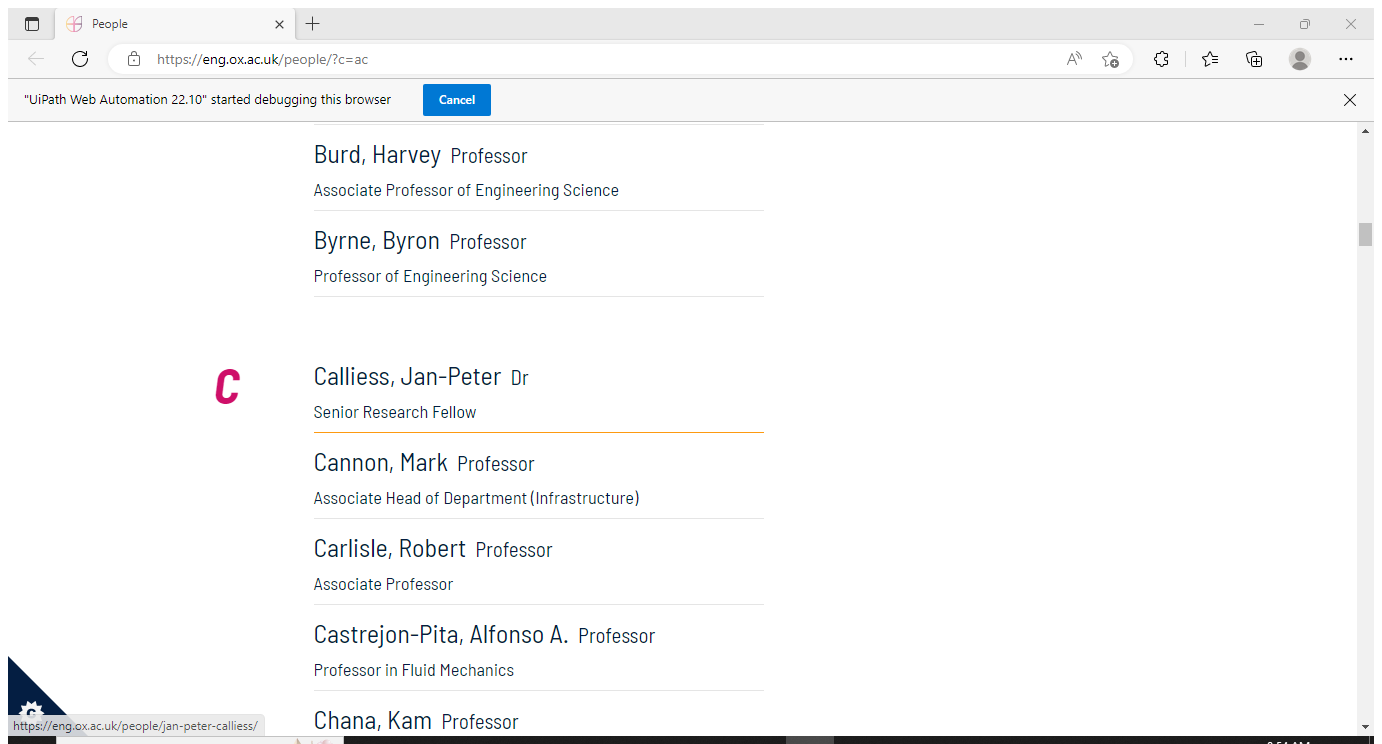 People
https://eng.ox.ac.uk/people/?c=ac
"UiPath Web Automation 22.10" started debugging this browser Cancel
Burd, Harvey Professor
Associate Professor of Engineering Science
Byrne, Byron Professor
Professor of Engineering Science
C
Calliess, Jan-Peter Dr
Senior Research Fellow
Cannon, Mark Professor
Associate Head of Department (Infrastructure)
Carlisle, Robert Professor
Associate Professor
Castrejon-Pita, Alfonso A. Professor
Professor in Fluid Mechanics
Chana, Kam Professor
https://eng.ox.ac.uk/people/jan-peter-calliess/